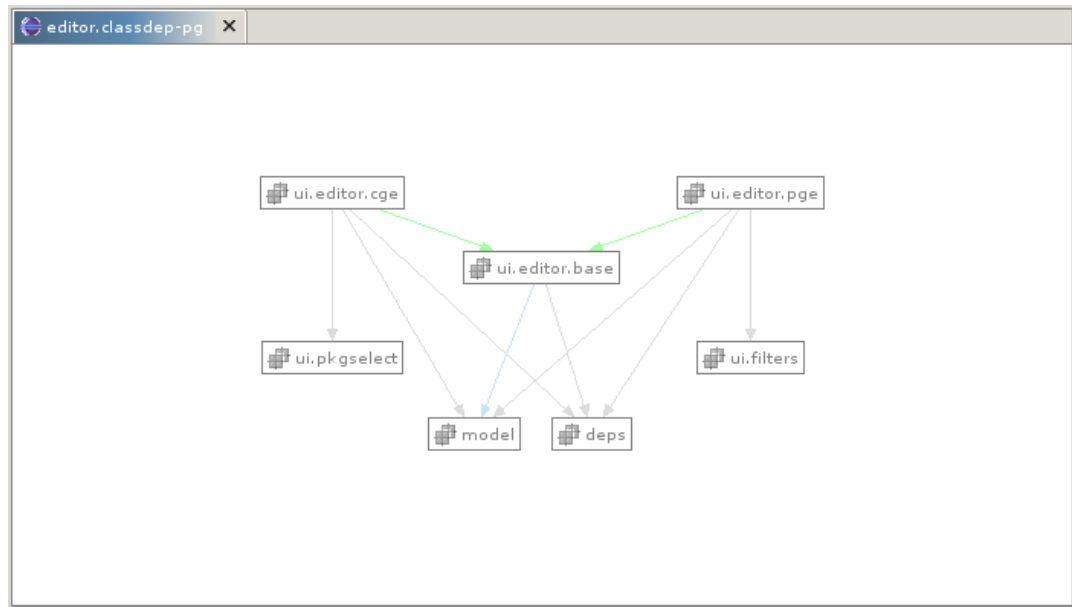 editor.classdep-pg
ui.editor.cge
ui.editor.pge
ui.editor.base
ui.pkgselect
ui.filters
model
deps